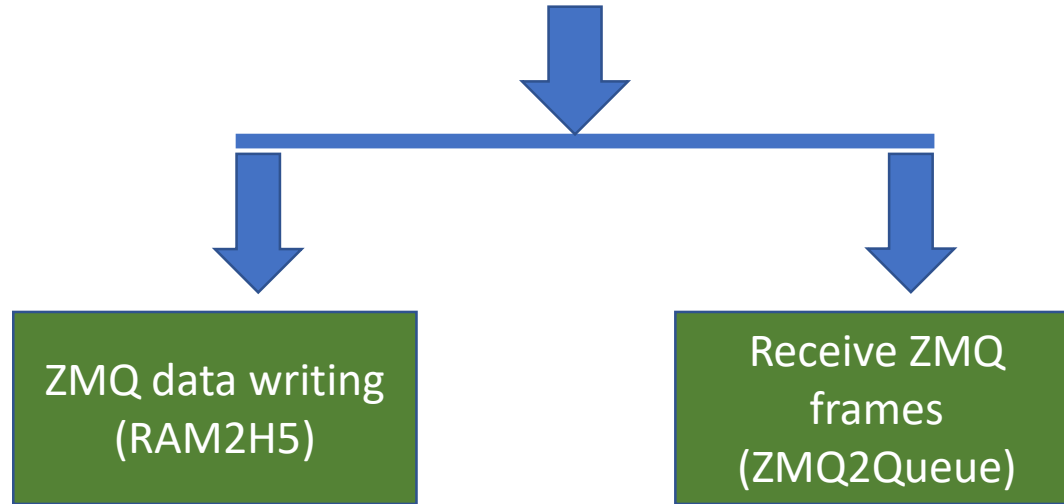 ZMQ data writing
(RAM2H5)
Receive ZMQ
frames
(ZMQ2Queue)